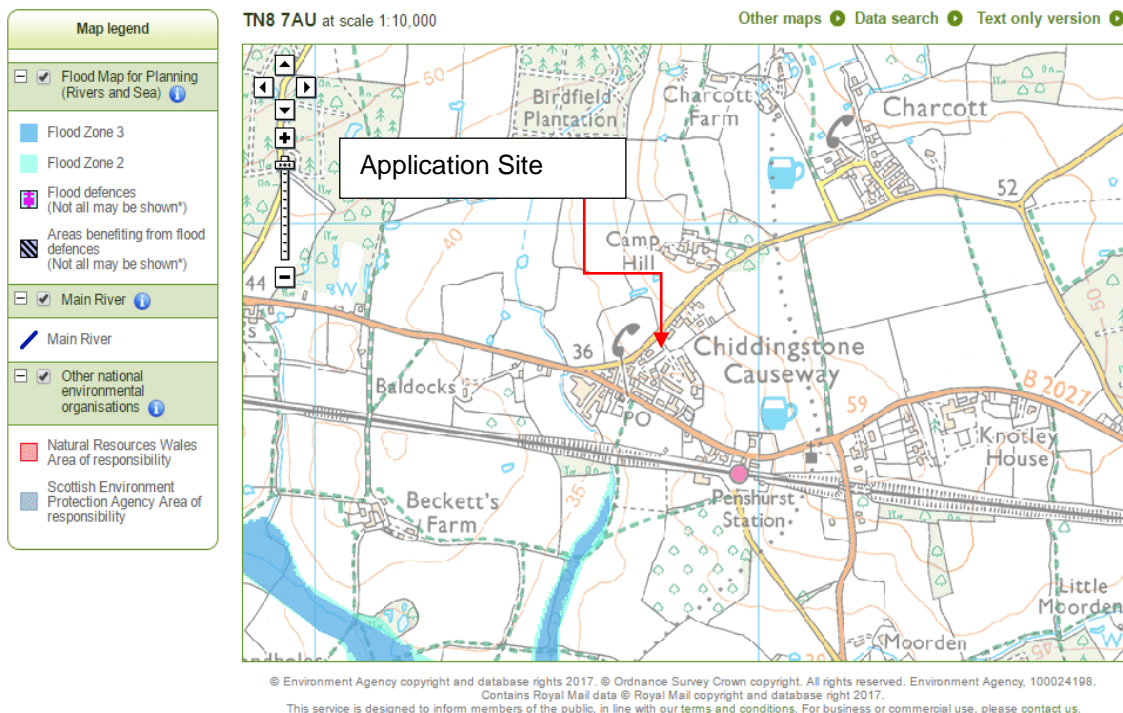 Map legend
Flood Map for Planning
(Rivers and Sea)
Flood Zone 3
Flood Zone 2
Flood defences
(Not all may be shown*)
Areas benefiting from flood
defences
(Not all may be shown*)
Main River
Main River
Other national
environmental
organisations
Natural Resources Wales
Area of responsibility
Scottish Environment
Protection Agency Area of
responsibility
TN8 7AU at scale 1:10,000
Other maps Data search Text only version
50
Birdfield
Plantation
Charcott
Farm
Charcott
Application Site
52
40
Camp
Hill
44
W
36
Chiddingstone
Causeway
50
Baldocks
PO
59
B 2027
Knotley
House
35
Penshurst
Station
Beckett's
Farm
Little
Moorden
Moorden
W
45
© Environment Agency copyright and database rights 2017. © Ordnance Survey Crown copyright. All rights reserved. Environment Agency, 100024198.
Contains Royal Mail data © Royal Mail copyright and database right 2017.
This service is designed to inform members of the public, in line with our terms and conditions. For business or commercial use, please contact us.